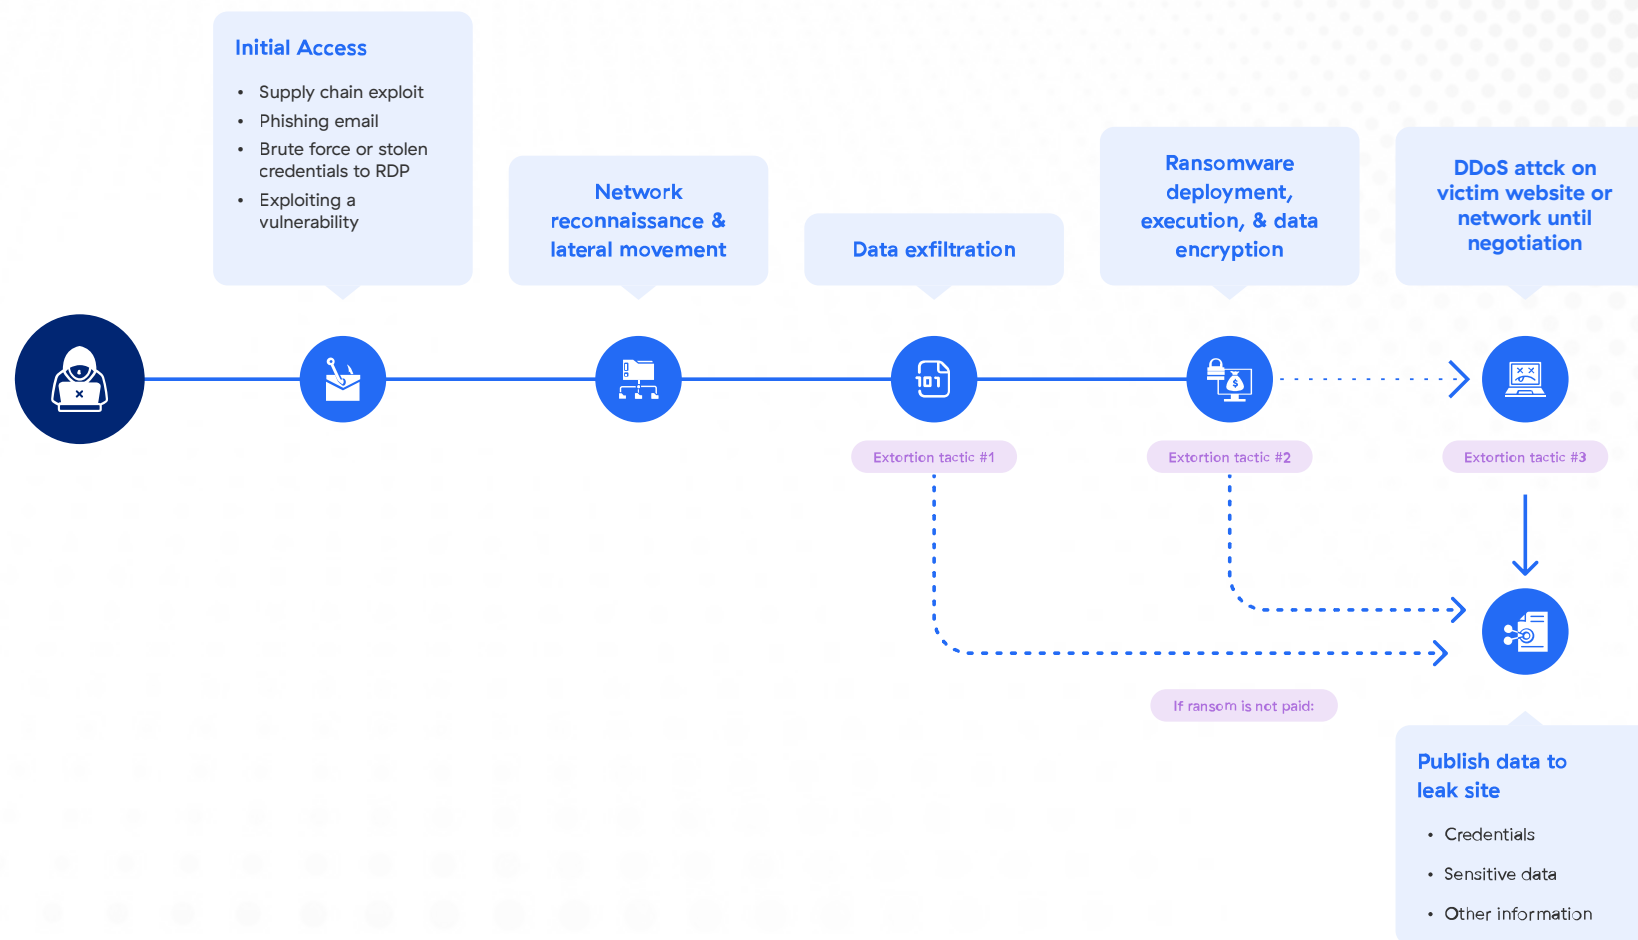 Initial Access
• Supply chain exploit
• Phishing email
• Brute force or stolen
credentials to RDP
• Exploiting a
vulnerability
Network
reconnaissance &
lateral movement
Data exfiltration
Ransomware
deployment,
execution, & data
encryption
DDoS attck on
victim website or
network until
negotiation
101
$
Extortion tactic #1
Extortion tactic #2
Extortion tactic #3
If ransom is not paid:
Publish data to
leak site
• Credentials
• Sensitive data
• Other information